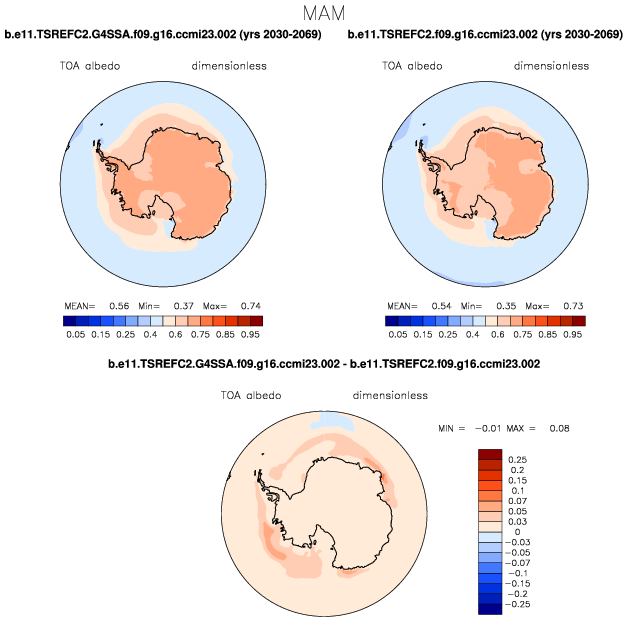 MAM
b.e11.TSREFC2.G4SSA.f09.g16.ccmi23.002 (yrs 2030-2069) b.e11.TSREFC2.f09.g16.ccmi23.002 (yrs 2030-2069)
TOA albedo dimensionless TOA albedo dimensionless
MEAN= 0.56 Min= 0.37 Max= 0.74 MEAN= 0.54 Min= 0.35 Max= 0.73
0.05 0.15 0.25 0.4 0.6 0.75 0.85 0.95 0.05 0.15 0.25 0.4 0.6 0.75 0.85 0.95
b.e11.TSREFC2.G4SSA.f09.g16.ccmi23.002 - b.e11.TSREFC2.f09.g16.ccmi23.002
TOA albedo dimensionless
MIN = -0.01 MAX = 0.08
0.25
0.2
0.15
0.1
0.07
0.05
0.03
0
-0.03
-0.05
-0.07
-0.1
-0.15
-0.2
-0.25